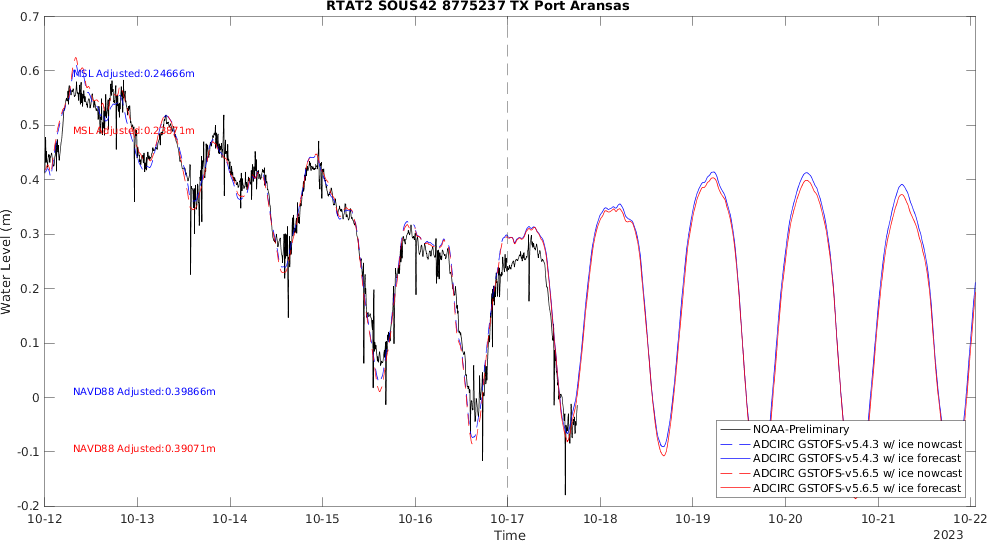 RTAT2 SOUS42 8775237 TX Port Aransas
Water Level (m)
0.7
0.6
0.5
0.4
0.3
0.2
0.1
0
-0.1
-0.2
MSL Adjusted:0.24666m
MSL Adjusted:0.23871m
NAVD88 Adjusted:0.39866m
NAVD88 Adjusted:0.39071m
NOAA-Preliminary
ADCIRC GSTOFS-v5.4.3 w/ ice nowcast
ADCIRC GSTOFS-v5.4.3 w/ ice forecast
ADCIRC GSTOFS-v5.6.5 w/ ice nowcast
ADCIRC GSTOFS-v5.6.5 w/ ice forecast
10-12 10-13 10-14 10-15 10-16 10-17 10-18 10-19 10-20 10-21 10-22
Time
2023